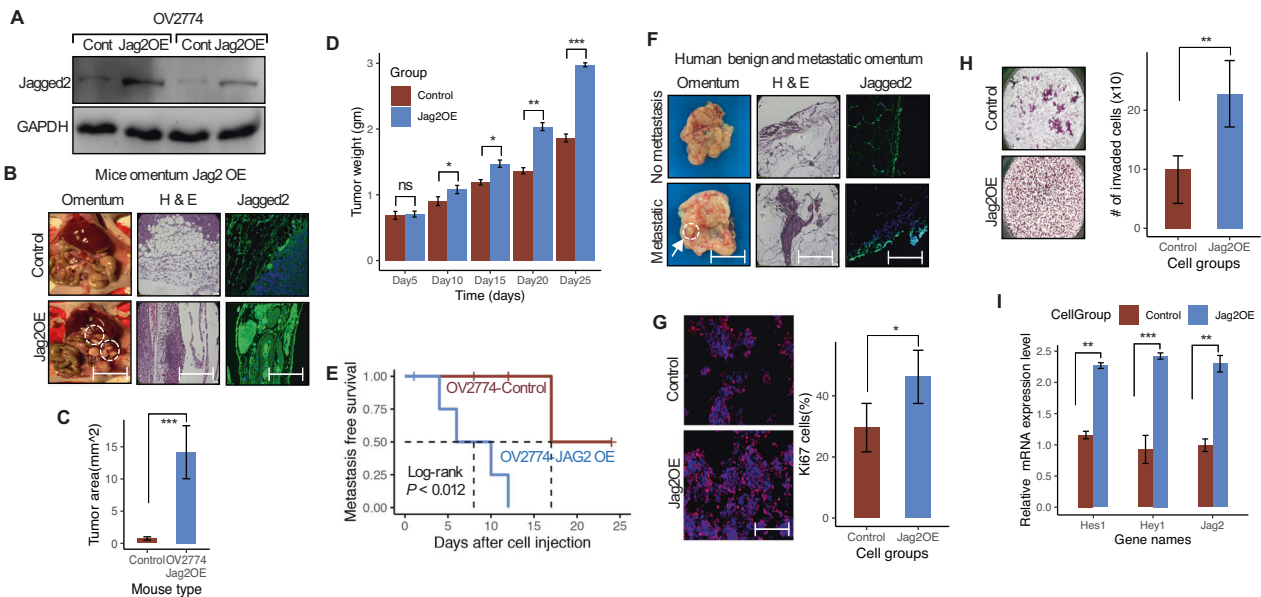 A
OV2774
Cont Jag2OE Cont Jag2OE
Jagged2
GAPDH
B
Mice omentum Jag2 OE
Omentum H & E Jagged2
Control
Jag2OE
C
Tumor area(mm^2)
***
15
10
5
0
Control OV2774 Jag2OE
Mouse type
D
Tumor weight (gm)
Group
Control
Jag2OE
3
2
1
0
ns
*
*
**
***
Day5 Day10 Day15 Day20 Day25
Time (days)
E
Metastasis free survival
1.00
0.75
0.50
0.25
0.00
OV2774-Control
OV2774-JAG2 OE
Log-rank
P < 0.012
0 4 8 12 16 20 24
Days after cell injection
F
Human benign and metastatic omentum
Omentum H & E Jagged2
No metastasis
Metastatic
G
Control
Jag2OE
Ki67 cells(%)
*
40
20
0
Control Jag2OE
Cell groups
H
Control
Jag2OE
# of invaded cells (x10)
**
20
10
0
Control Jag2OE
Cell groups
I
CellGroup Control Jag2OE
Relative mRNA expression level
2.5
2.0
1.5
1.0
0.5
0.0
**
***
**
Hes1 Hey1 Jag2
Gene names